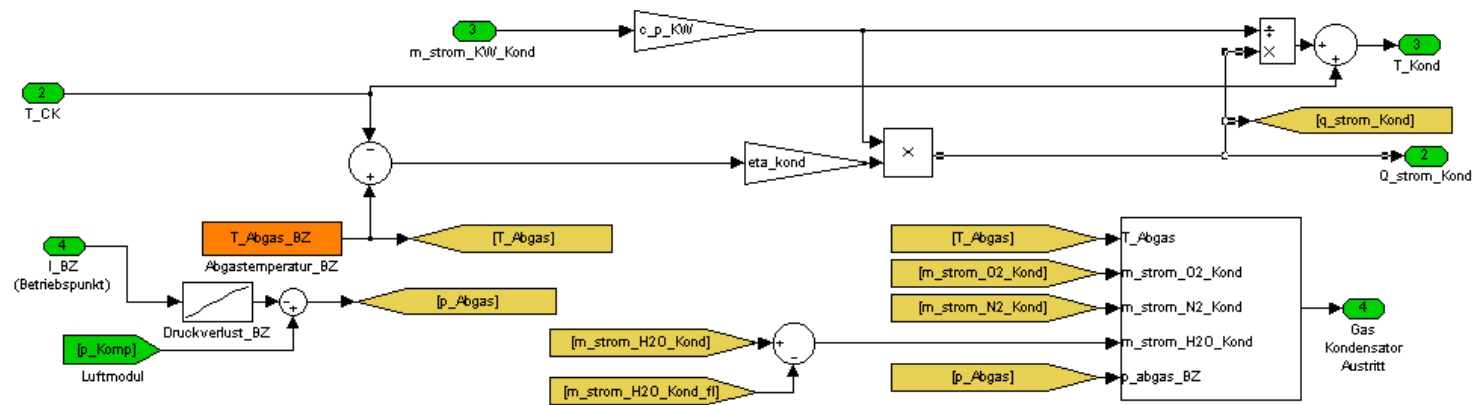 3
m_strom_KW_Kond
c_p_KW
÷
×
+
+
3
T_Kond
2
T_CK
[q_strom_Kond]
−
+
eta_kond
×
2
Q_strom_Kond
T_Abgas_BZ
Abgastemperatur_BZ
[T_Abgas]
4
I_BZ
(Betriebspunkt)
Druckverlust_BZ
−
+
[p_Abgas]
[p_Komp]
Luftmodul
[m_strom_H2O_Kond]
[m_strom_H2O_Kond_fl]
+
−
[T_Abgas]
[m_strom_O2_Kond]
[m_strom_N2_Kond]
[p_Abgas]
T_Abgas
m_strom_O2_Kond
m_strom_N2_Kond
m_strom_H2O_Kond
p_abgas_BZ
4
Gas
Kondensator
Austritt